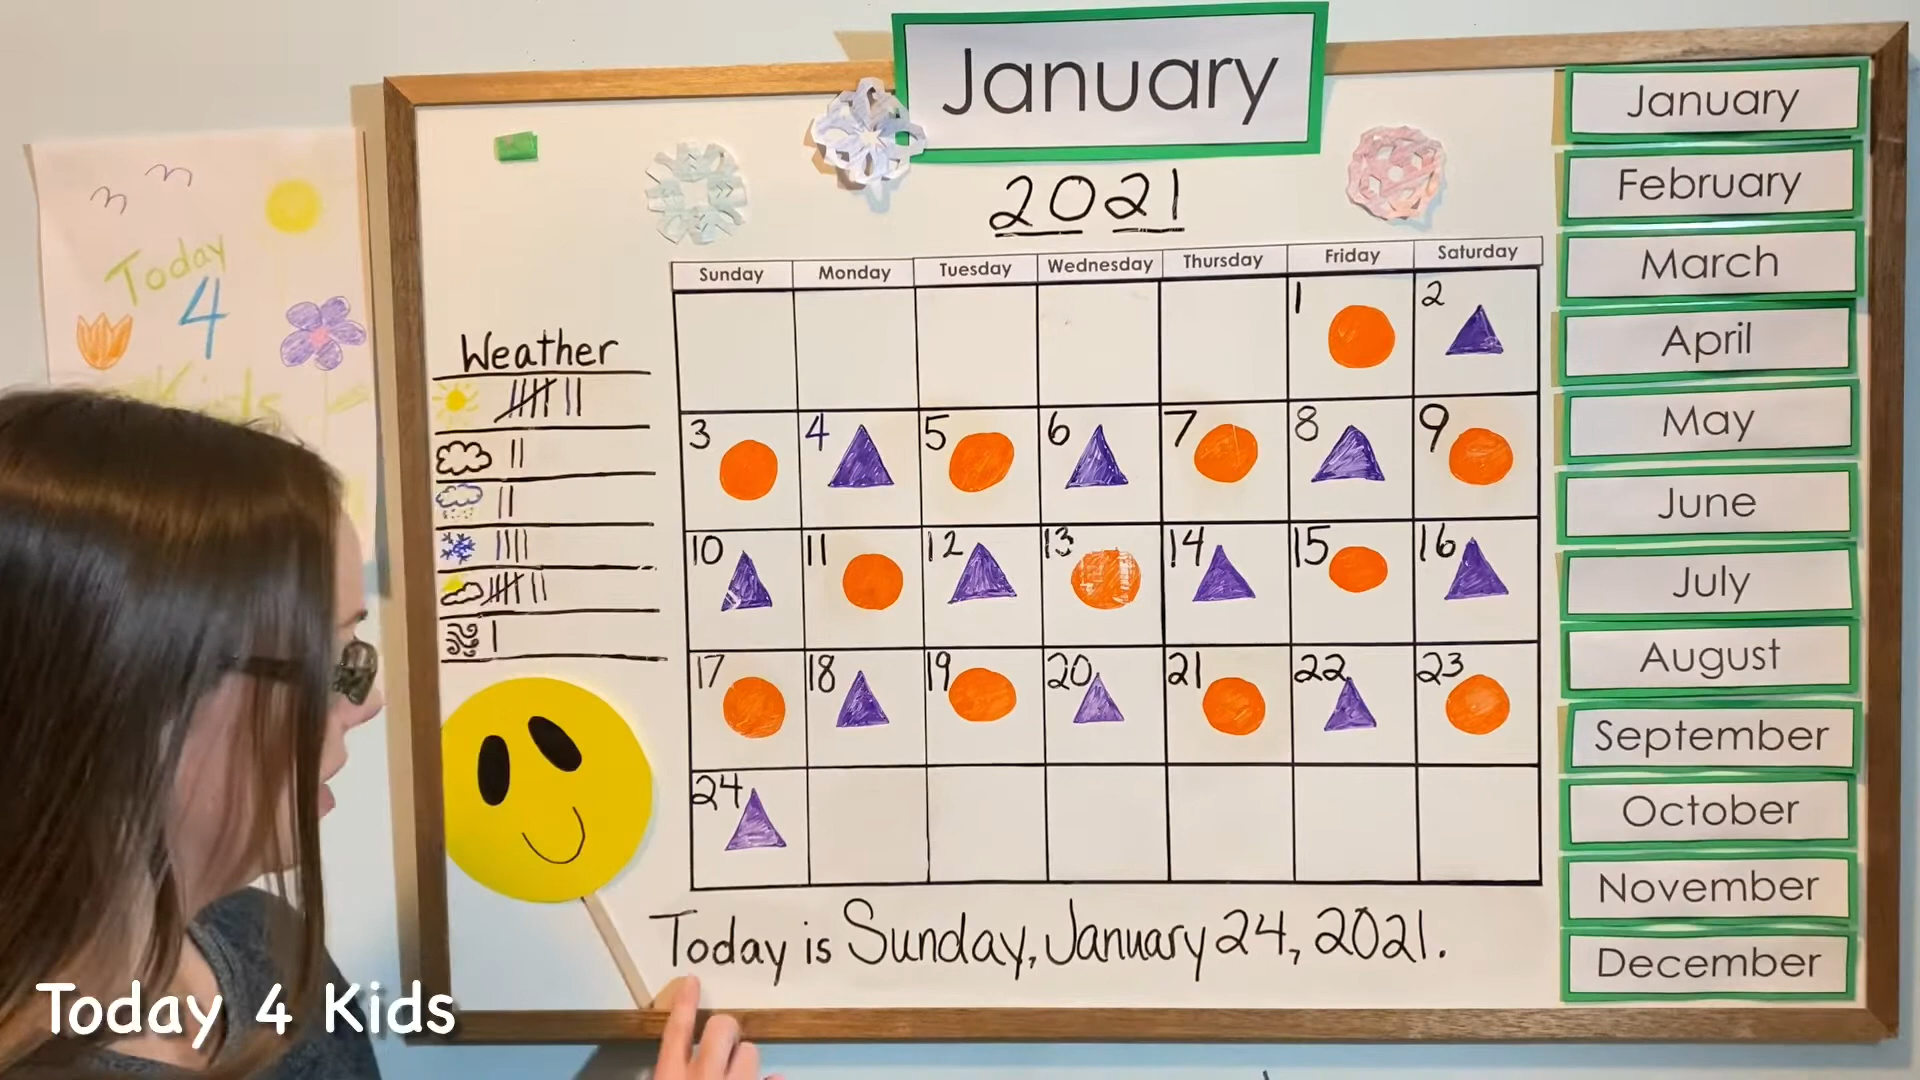 January
2021
Today
4
Kids
Weather
Sunday Monday Tuesday Wednesday Thursday Friday Saturday
1 2
3 4 5 6 7 8 9
10 11 12 13 14 15 16
17 18 19 20 21 22 23
24
Today is Sunday, January 24, 2021.
January
February
March
April
May
June
July
August
September
October
November
December
Today 4 Kids